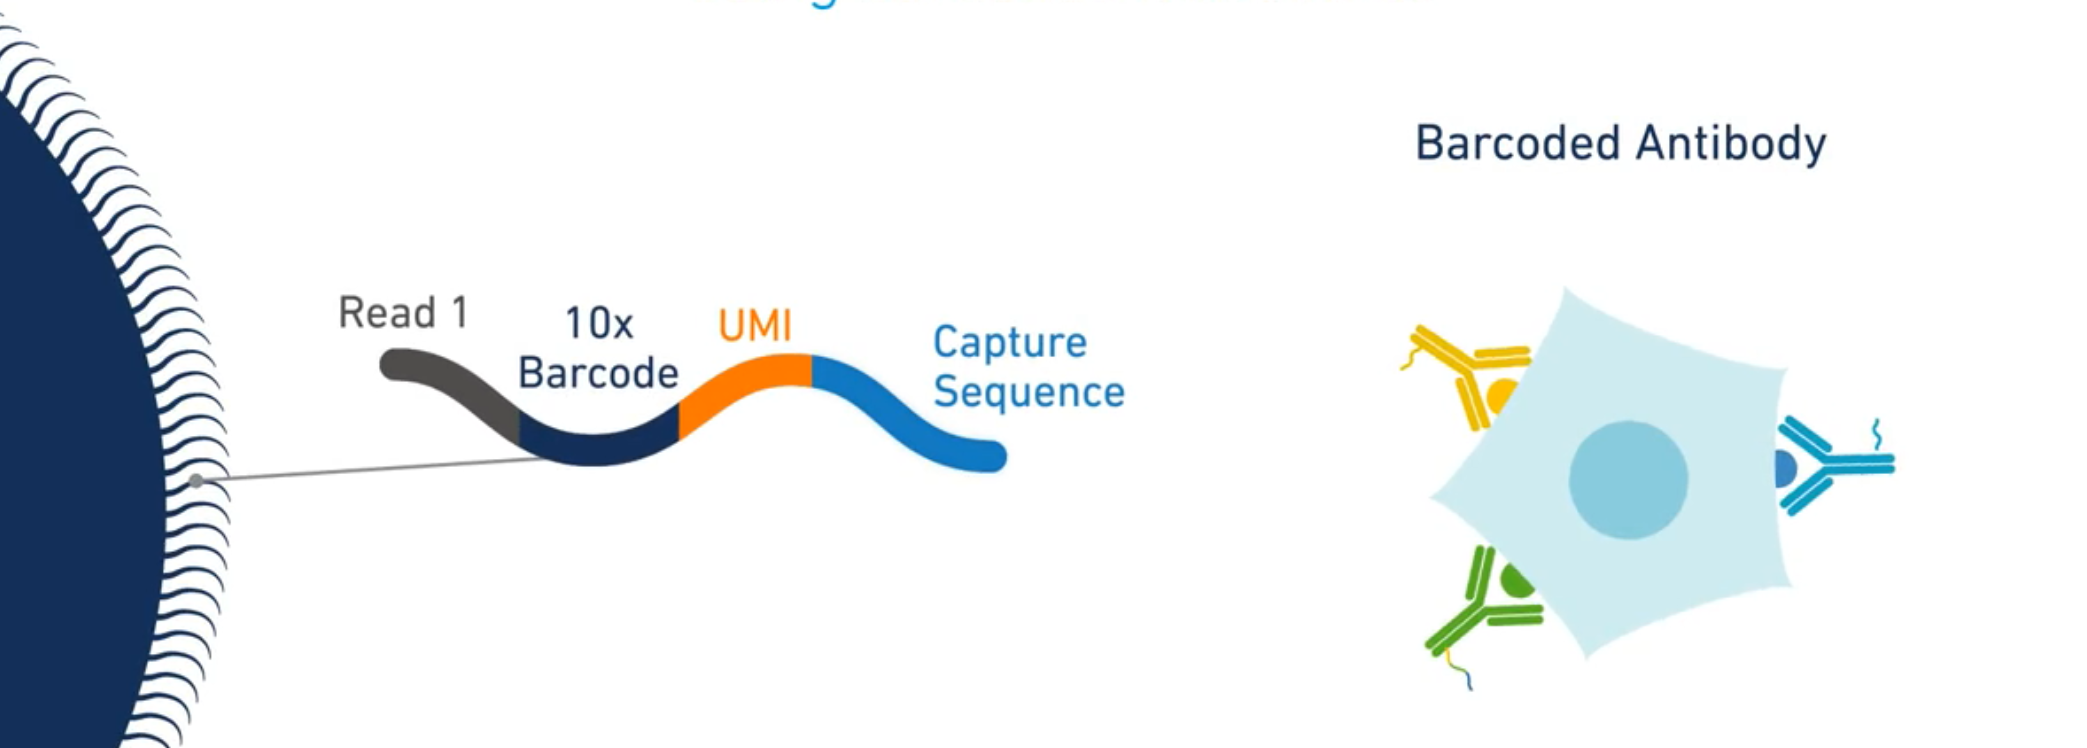 Barcoded Antibody
Read 1
10x
Barcode
UMI
Capture
Sequence